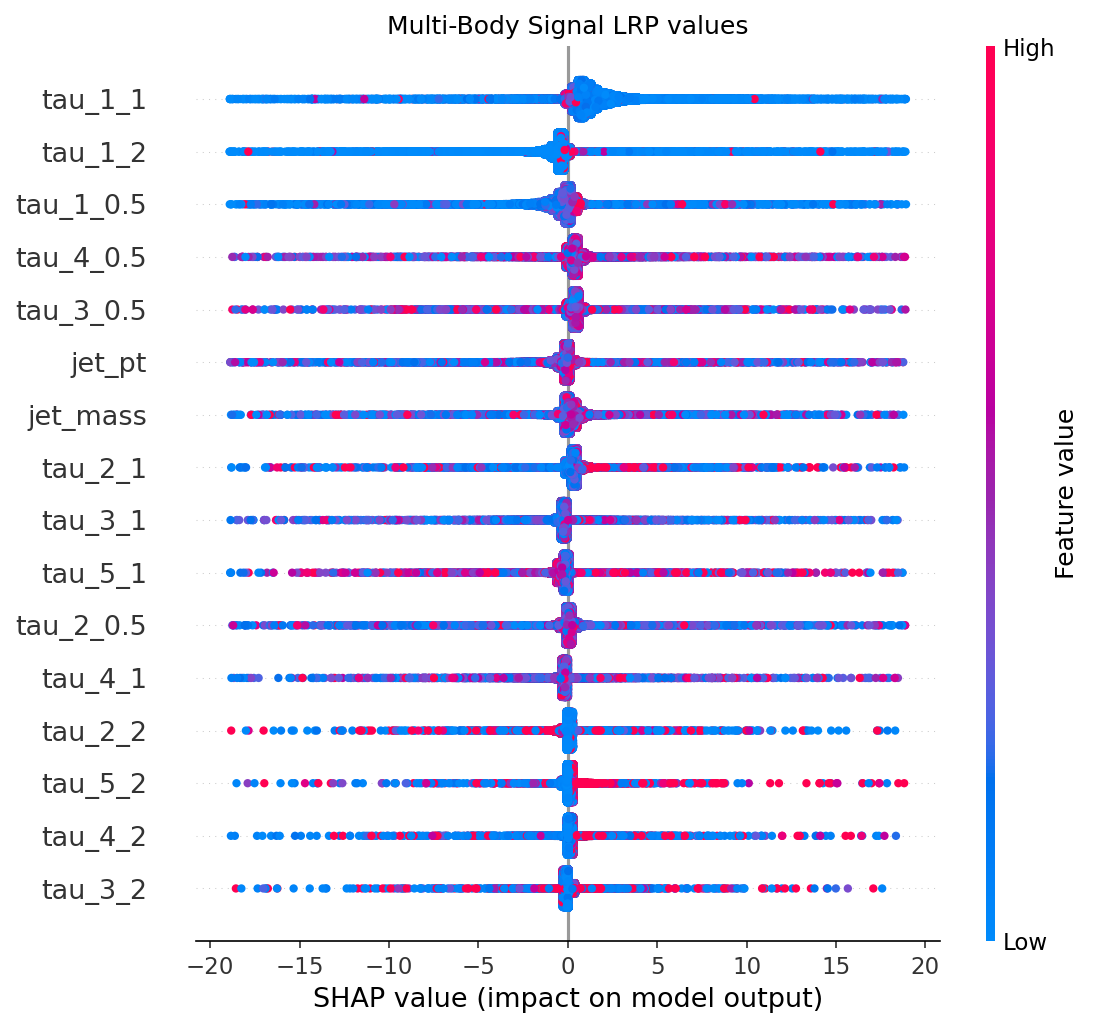 Multi-Body Signal LRP values
High
tau_1_1
tau_1_2
tau_1_0.5
tau_4_0.5
tau_3_0.5
jet_pt
jet_mass
tau_2_1
tau_3_1
tau_5_1
tau_2_0.5
tau_4_1
tau_2_2
tau_5_2
tau_4_2
tau_3_2
Feature value
Low
−20 −15 −10 −5 0 5 10 15 20
SHAP value (impact on model output)